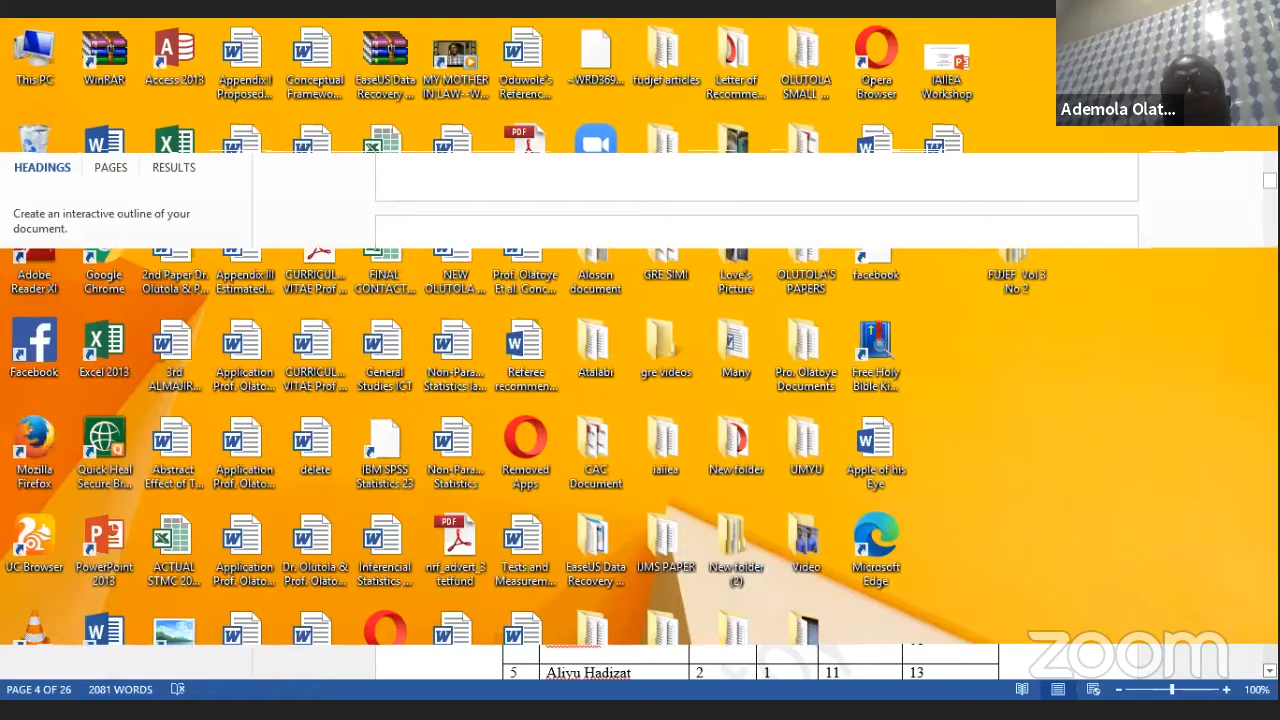 This PC
WinRAR
Access 2013
Appendix I Proposed...
Conceptual Framewo...
EaseUS Data Recovery ...
MY MOTHER IN LAW--W...
Oduwole's Referenc...
~WRD369...
fugjef articles
Letter of Recomme...
OLUTOLA SMALL ...
Opera Browser
IAIIEA Workshop
Ademola Olat...
PDF
HEADINGS
PAGES
RESULTS
Create an interactive outline of your
document.
Adobe Reader XI
Google Chrome
2nd Paper Dr. Olutola & P...
Appendix III Estimated...
CURRICUL... VITAE Prof ...
FINAL CONTACT...
NEW OLUTOLA ...
Prof. Olatoye Et al. Conc...
Aloson document
GRE SIMI
Love's Picture
OLUTOLA'S PAPERS
facebook
FUJEF Vol 3 No 2
Facebook
Excel 2013
3rd ALMAJIR...
Application Prof. Olato...
CURRICUL... VITAE Prof ...
General Studies ICT
Non-Para... Statistics la...
Referee recommen...
Atalabi
gre videos
Many
Pro. Olatoye Documents
Free Holy Bible Ki...
Mozilla Firefox
Quick Heal Secure Br...
Abstract Effect of T...
Application Prof. Olato...
delete
IBM SPSS Statistics 23
Non-Para... Statistics
Removed Apps
CAC Document
iaiiea
New folder
UMYU
Apple of his Eye
PDF
UC Browser
PowerPoint 2013
ACTUAL STMC 20...
Application Prof. Olato...
Dr. Olutola & Prof. Olato...
Inferencial Statistics ...
nrf_advert_3 tetfund
Tests and Measurem...
EaseUS Data Recovery ...
IJMS PAPER
New folder (2)
Video
Microsoft Edge
zoom
5 Aliyu Hadizat 2 1 11 13
PAGE 4 OF 26 2081 WORDS 100%